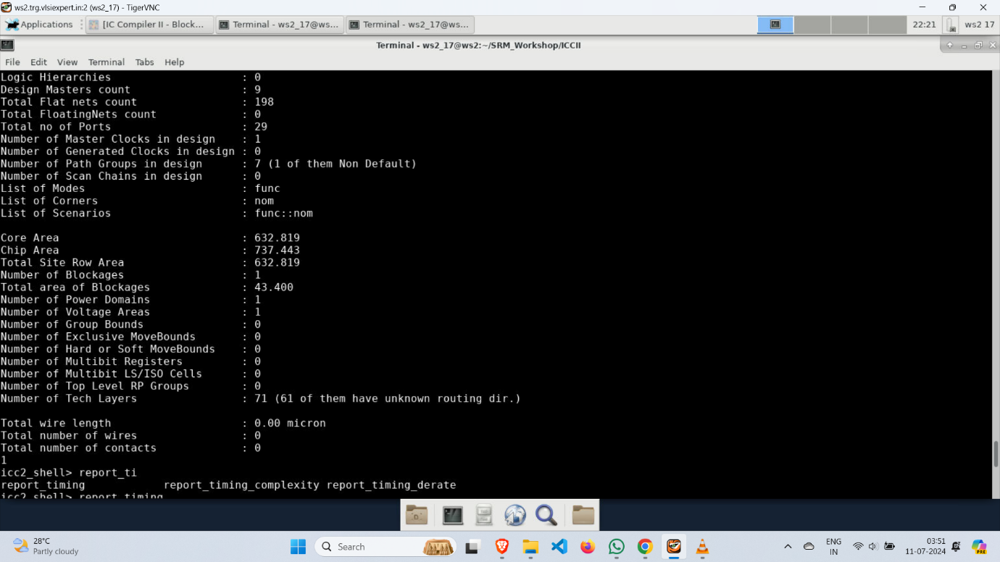 ws2.trg.vlsiexpert.in:2 (ws2_17) - TigerVNC
Applications
[IC Compiler II - Block...
Terminal - ws2_17@ws...
Terminal - ws2_17@ws...
22:21
ws2 17
Terminal - ws2_17@ws2:~/SRM_Workshop/ICCII
File Edit View Terminal Tabs Help
Logic Hierarchies : 0
Design Masters count : 9
Total Flat nets count : 198
Total FloatingNets count : 0
Total no of Ports : 29
Number of Master Clocks in design : 1
Number of Generated Clocks in design : 0
Number of Path Groups in design : 7 (1 of them Non Default)
Number of Scan Chains in design : 0
List of Modes : func
List of Corners : nom
List of Scenarios : func::nom
Core Area : 632.819
Chip Area : 737.443
Total Site Row Area : 632.819
Number of Blockages : 1
Total area of Blockages : 43.400
Number of Power Domains : 1
Number of Voltage Areas : 1
Number of Group Bounds : 0
Number of Exclusive MoveBounds : 0
Number of Hard or Soft MoveBounds : 0
Number of Multibit Registers : 0
Number of Multibit LS/ISO Cells : 0
Number of Top Level RP Groups : 0
Number of Tech Layers : 71 (61 of them have unknown routing dir.)
Total wire length : 0.00 micron
Total number of wires : 0
Total number of contacts : 0
1
icc2_shell> report_ti
report_timing report_timing_complexity report_timing_derate
icc2_shell> report_timing
28°C
Partly cloudy
Search
ENG
IN
03:51
11-07-2024
PRE